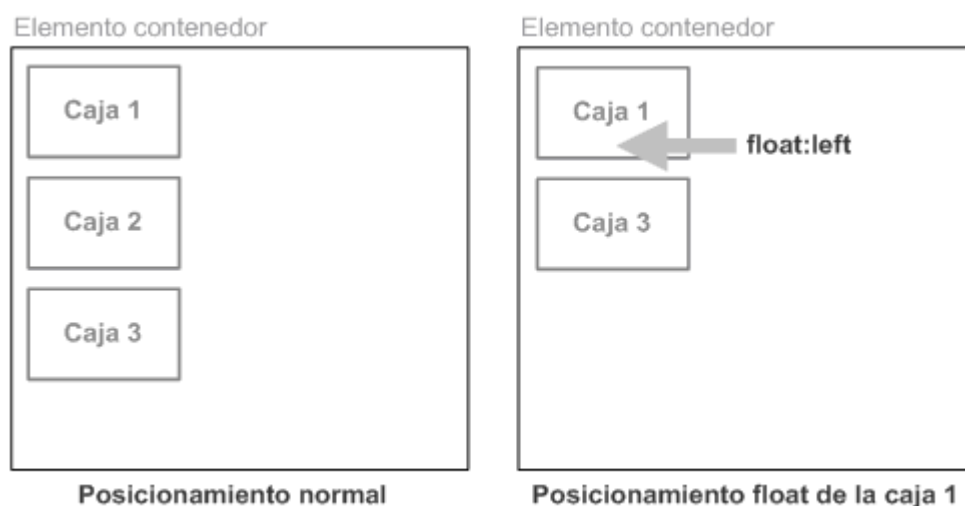 Elemento contenedor
Caja 1
Caja 2
Caja 3
Posicionamiento normal
Elemento contenedor
Caja 1
float:left
Caja 3
Posicionamiento float de la caja 1